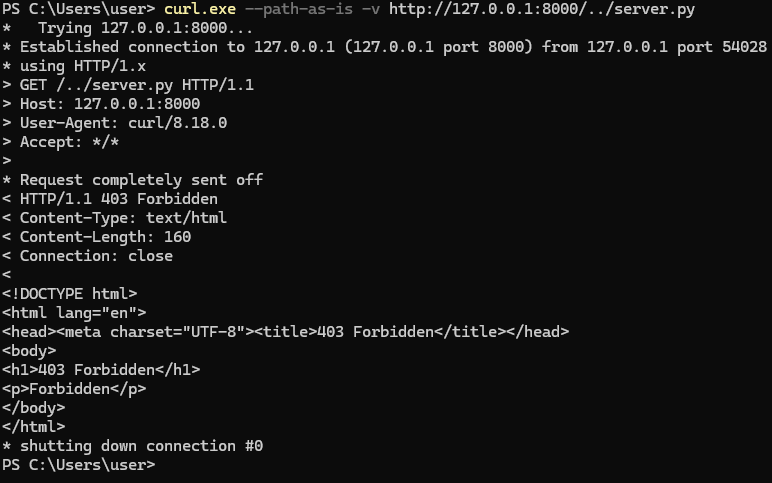 PS C:\Users\user> curl.exe --path-as-is -v http://127.0.0.1:8000/../server.py
*   Trying 127.0.0.1:8000...
* Established connection to 127.0.0.1 (127.0.0.1 port 8000) from 127.0.0.1 port 54028
* using HTTP/1.x
> GET /../server.py HTTP/1.1
> Host: 127.0.0.1:8000
> User-Agent: curl/8.18.0
> Accept: */*
>
* Request completely sent off
< HTTP/1.1 403 Forbidden
< Content-Type: text/html
< Content-Length: 160
< Connection: close
<
<!DOCTYPE html>
<html lang="en">
<head><meta charset="UTF-8"><title>403 Forbidden</title></head>
<body>
<h1>403 Forbidden</h1>
<p>Forbidden</p>
</body>
</html>
* shutting down connection #0
PS C:\Users\user>